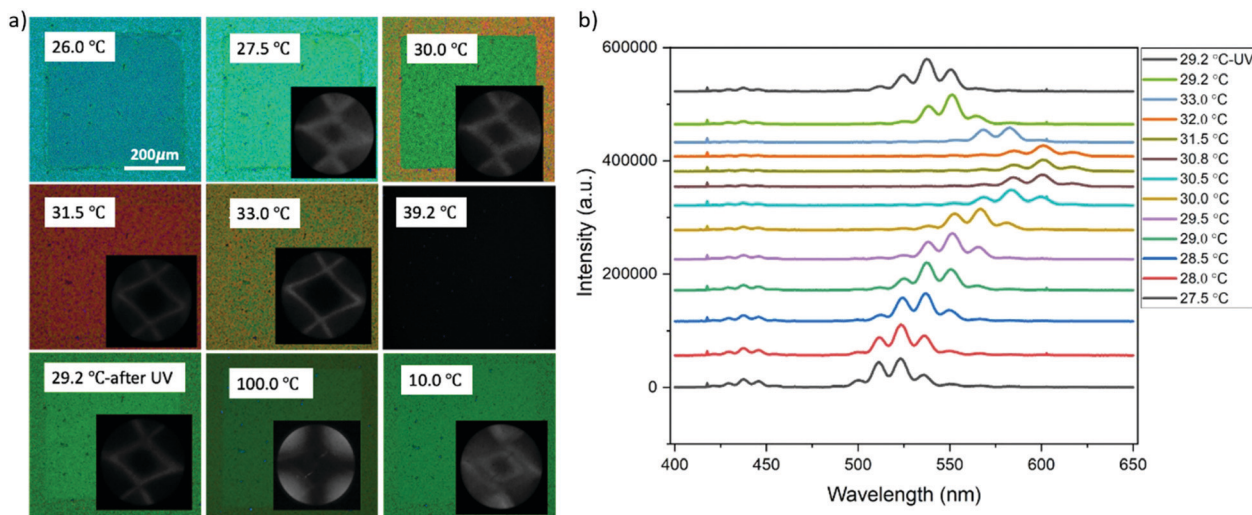 a)
26.0 °C
200µm
27.5 °C
30.0 °C
31.5 °C
33.0 °C
39.2 °C
29.2 °C-after UV
100.0 °C
10.0 °C
b)
Intensity (a.u.)
600000
400000
200000
0
400
450
500
550
600
650
Wavelength (nm)
29.2 °C-UV
29.2 °C
33.0 °C
32.0 °C
31.5 °C
30.8 °C
30.5 °C
30.0 °C
29.5 °C
29.0 °C
28.5 °C
28.0 °C
27.5 °C